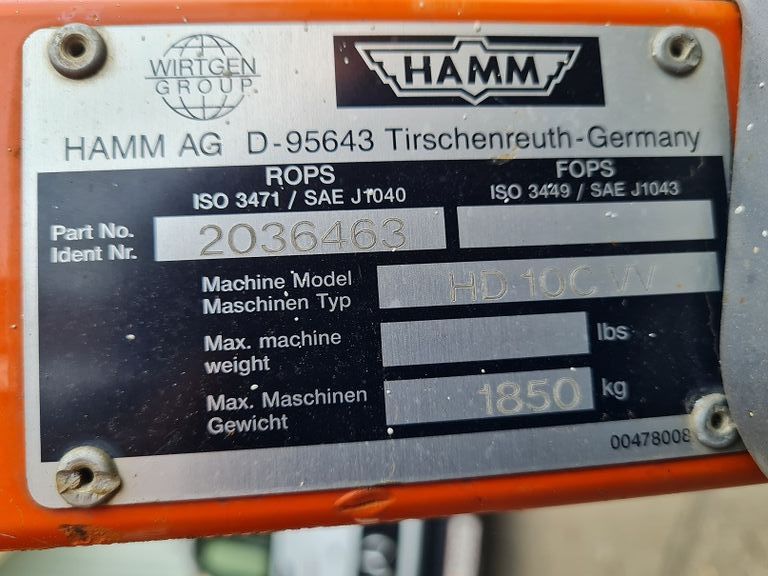 WIRTGEN
GROUP
HAMM
HAMM AG D-95643 Tirschenreuth-Germany
ROPS
ISO 3471 / SAE J1040
FOPS
ISO 3449 / SAE J1043
Part No.
Ident Nr.
2036463
Machine Model
Maschinen Typ
HD 10C VV
Max. machine
weight
lbs
Max. Maschinen
Gewicht
1850 kg
00478008